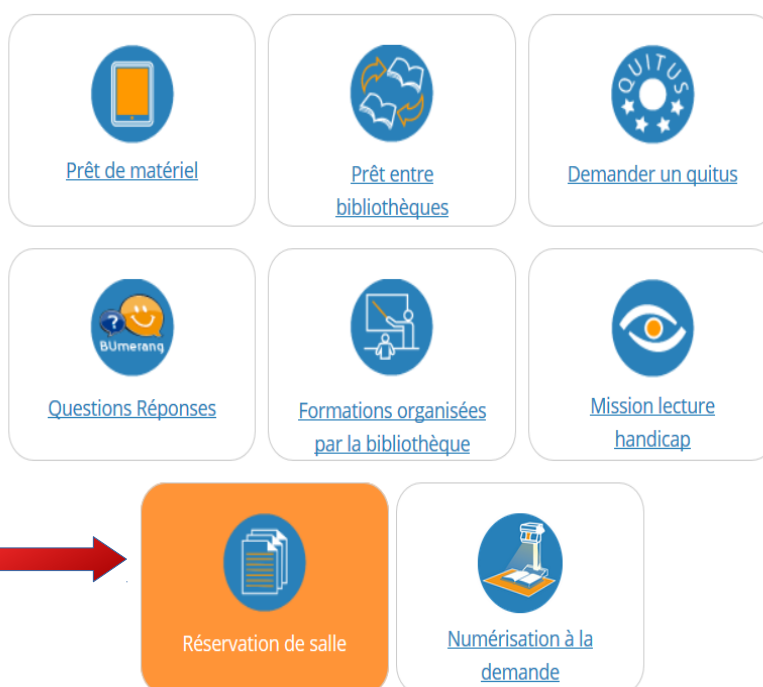 Prêt de matériel
Prêt entre
bibliothèques
QUITUS
Demander un quitus
?
BUmerang
Questions Réponses
Formations organisées
par la bibliothèque
Mission lecture
handicap
Réservation de salle
Numérisation à la
demande